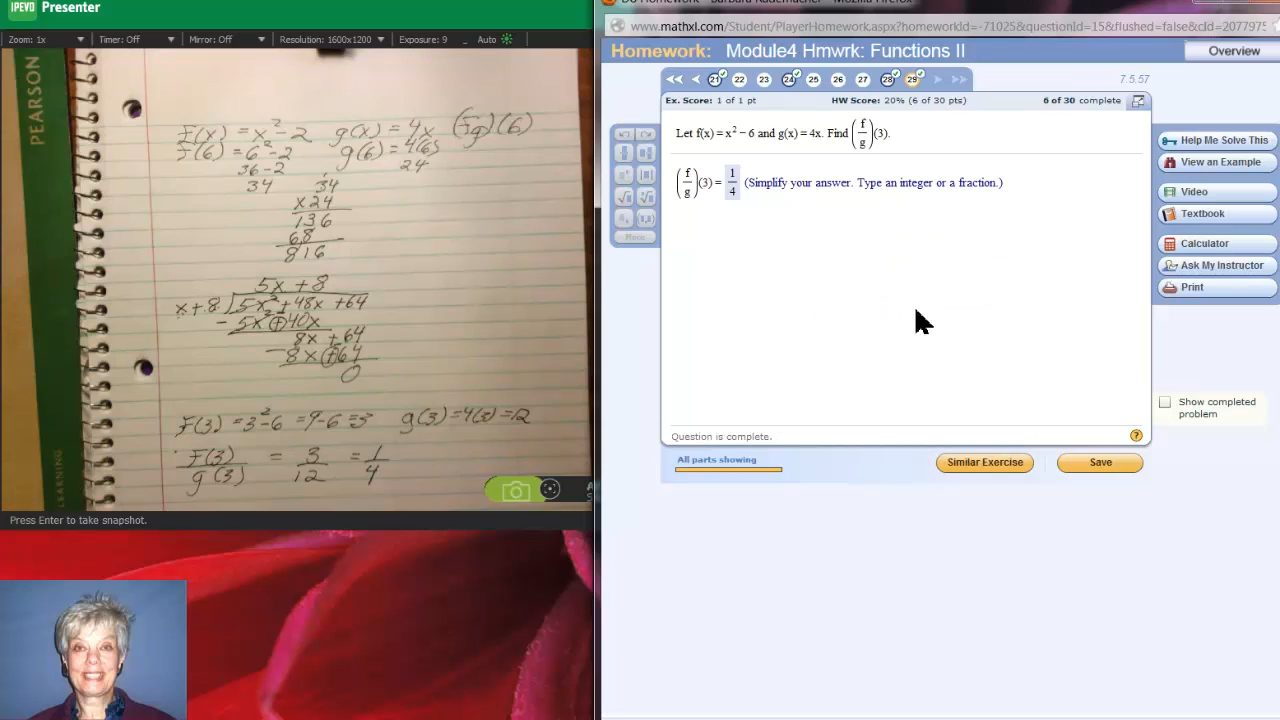 IPEVO Presenter
Zoom: 1x Timer: Off Mirror: Off Resolution: 1600x1200 Exposure: 9 Auto
PEARSON
LEARNING
F(x) = x² - 2 g(x) = 4x (Fg)(6)
F(6) = 6² - 2 g(6) = 4(6)
36 - 2 24
34 34
x 24
136
68
816
5x + 8
x + 8 5x² + 48x + 64
- 5x² + 40x
8x + 64
- 8x + 64
0
F(3) = 3² - 6 = 9 - 6 = 3 g(3) = 4(3) = 12
F(3) / g(3) = 3/12 = 1/4
Press Enter to take snapshot.
www.mathxl.com/Student/PlayerHomework.aspx?homeworkId=71025&questionId=15&flushed=false&cId=2077975
Homework: Module4 Hmwrk: Functions II Overview
21 22 23 24 25 26 27 28 29 7.5.57
Ex. Score: 1 of 1 pt HW Score: 20% (6 of 30 pts) 6 of 30 complete
Let f(x) = x² − 6 and g(x) = 4x. Find (f/g)(3).
(f/g)(3) = 1/4 (Simplify your answer. Type an integer or a fraction.)
More
Question is complete.
All parts showing
Similar Exercise Save
Help Me Solve This
View an Example
Video
Textbook
Calculator
Ask My Instructor
Print
Show completed
problem